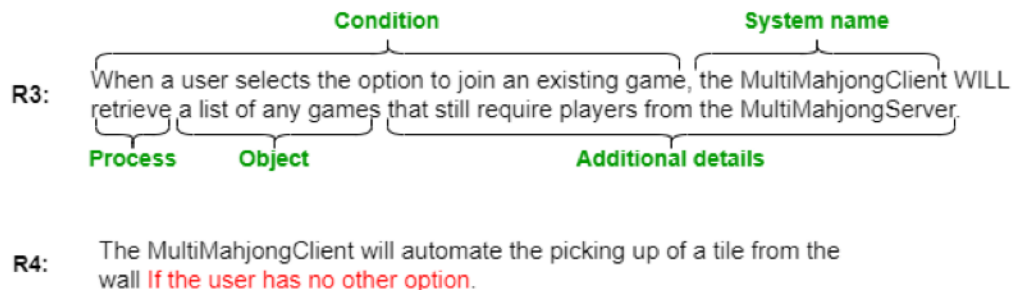 Condition System name
When a user selects the option to join an existing game, the MultiMahjongClient WILL
R3:
retrieve a list of any games that still require players from the MultiMahjongServer.
Process Object Additional details
The MultiMahjongClient will automate the picking up of a tile from the
R4:
wall If the user has no other option.